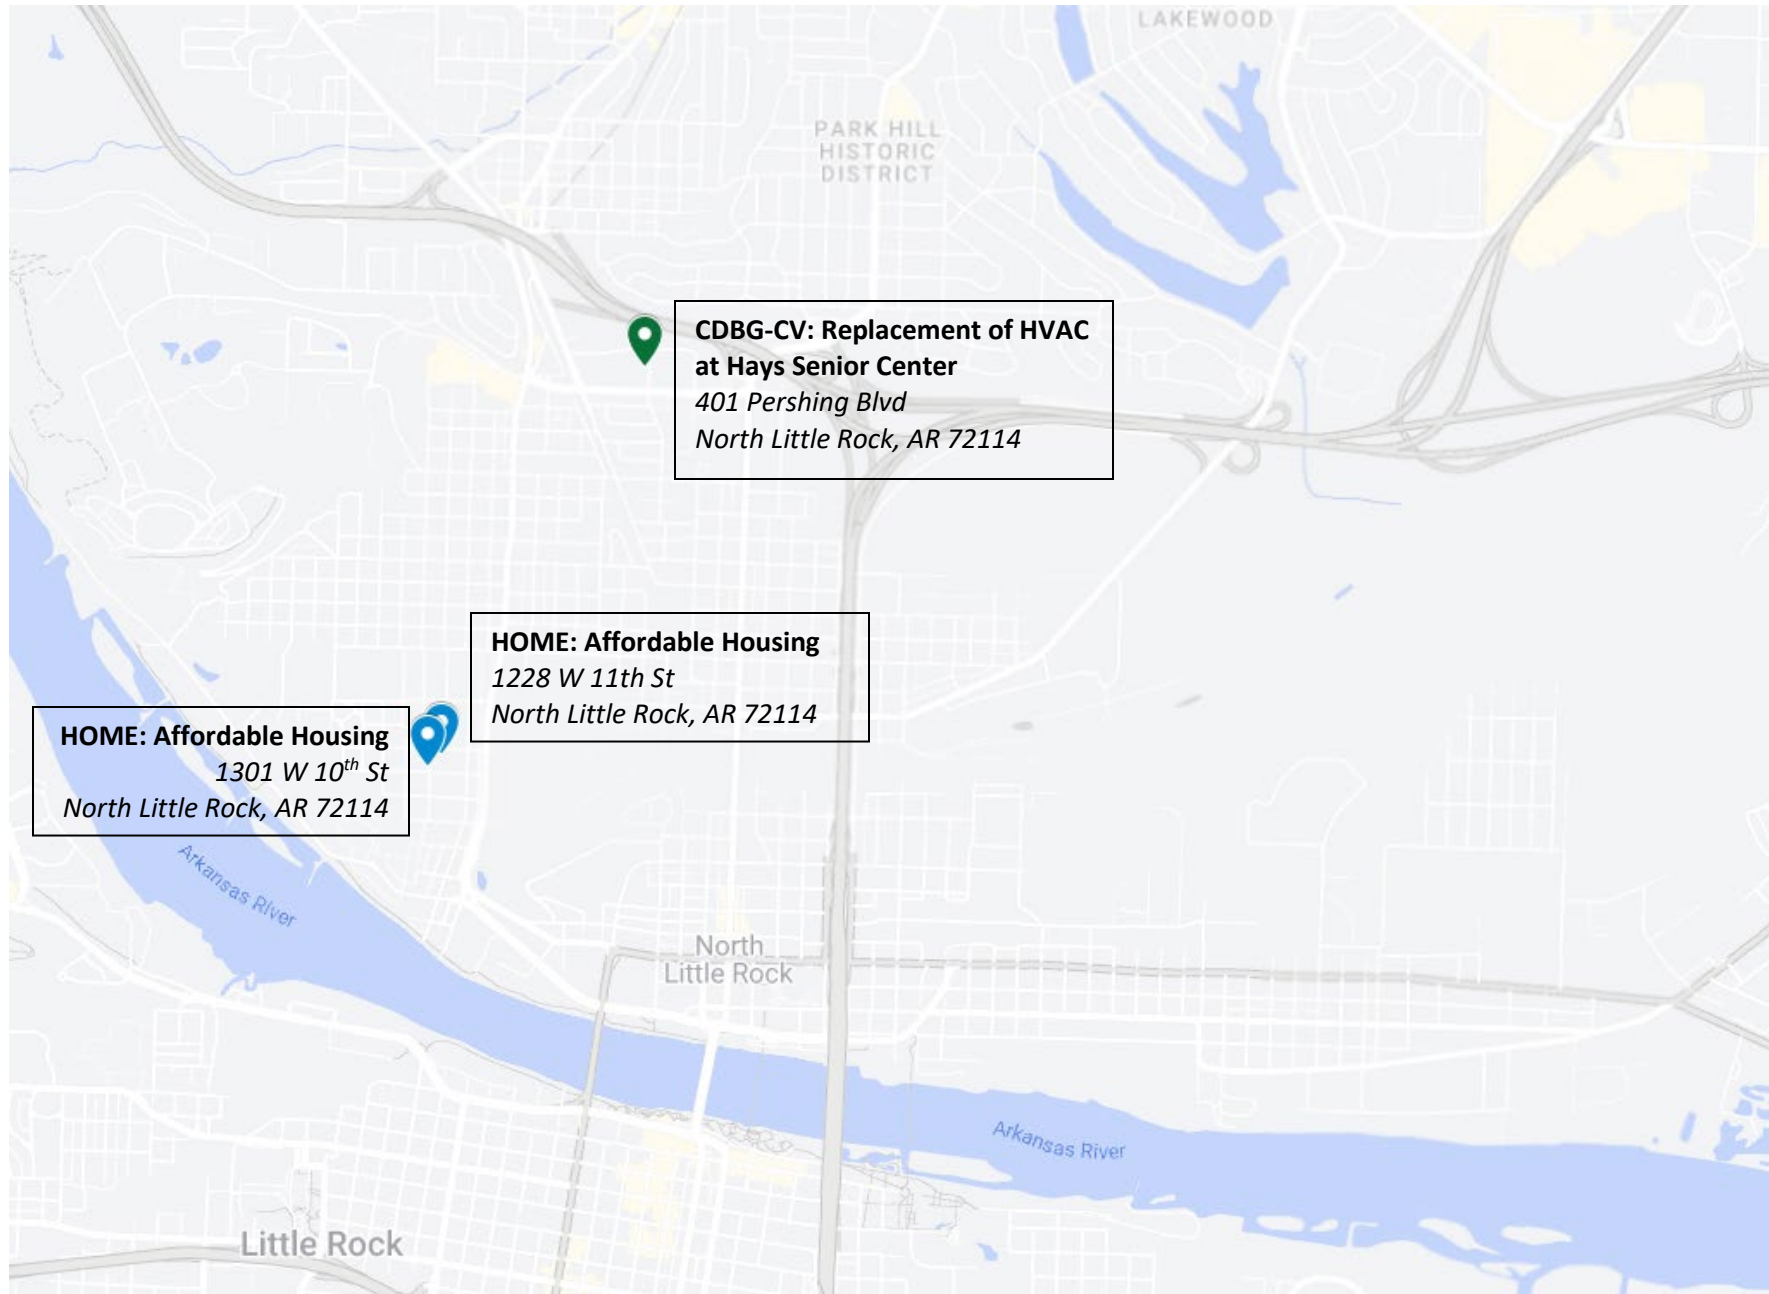 LAKEWOOD
PARK HILL
HISTORIC
DISTRICT
CDBG-CV: Replacement of HVAC
at Hays Senior Center
401 Pershing Blvd
North Little Rock, AR 72114
HOME: Affordable Housing
1228 W 11th St
North Little Rock, AR 72114
HOME: Affordable Housing
1301 W 10th St
North Little Rock, AR 72114
Arkansas River
North
Little Rock
Arkansas River
Little Rock